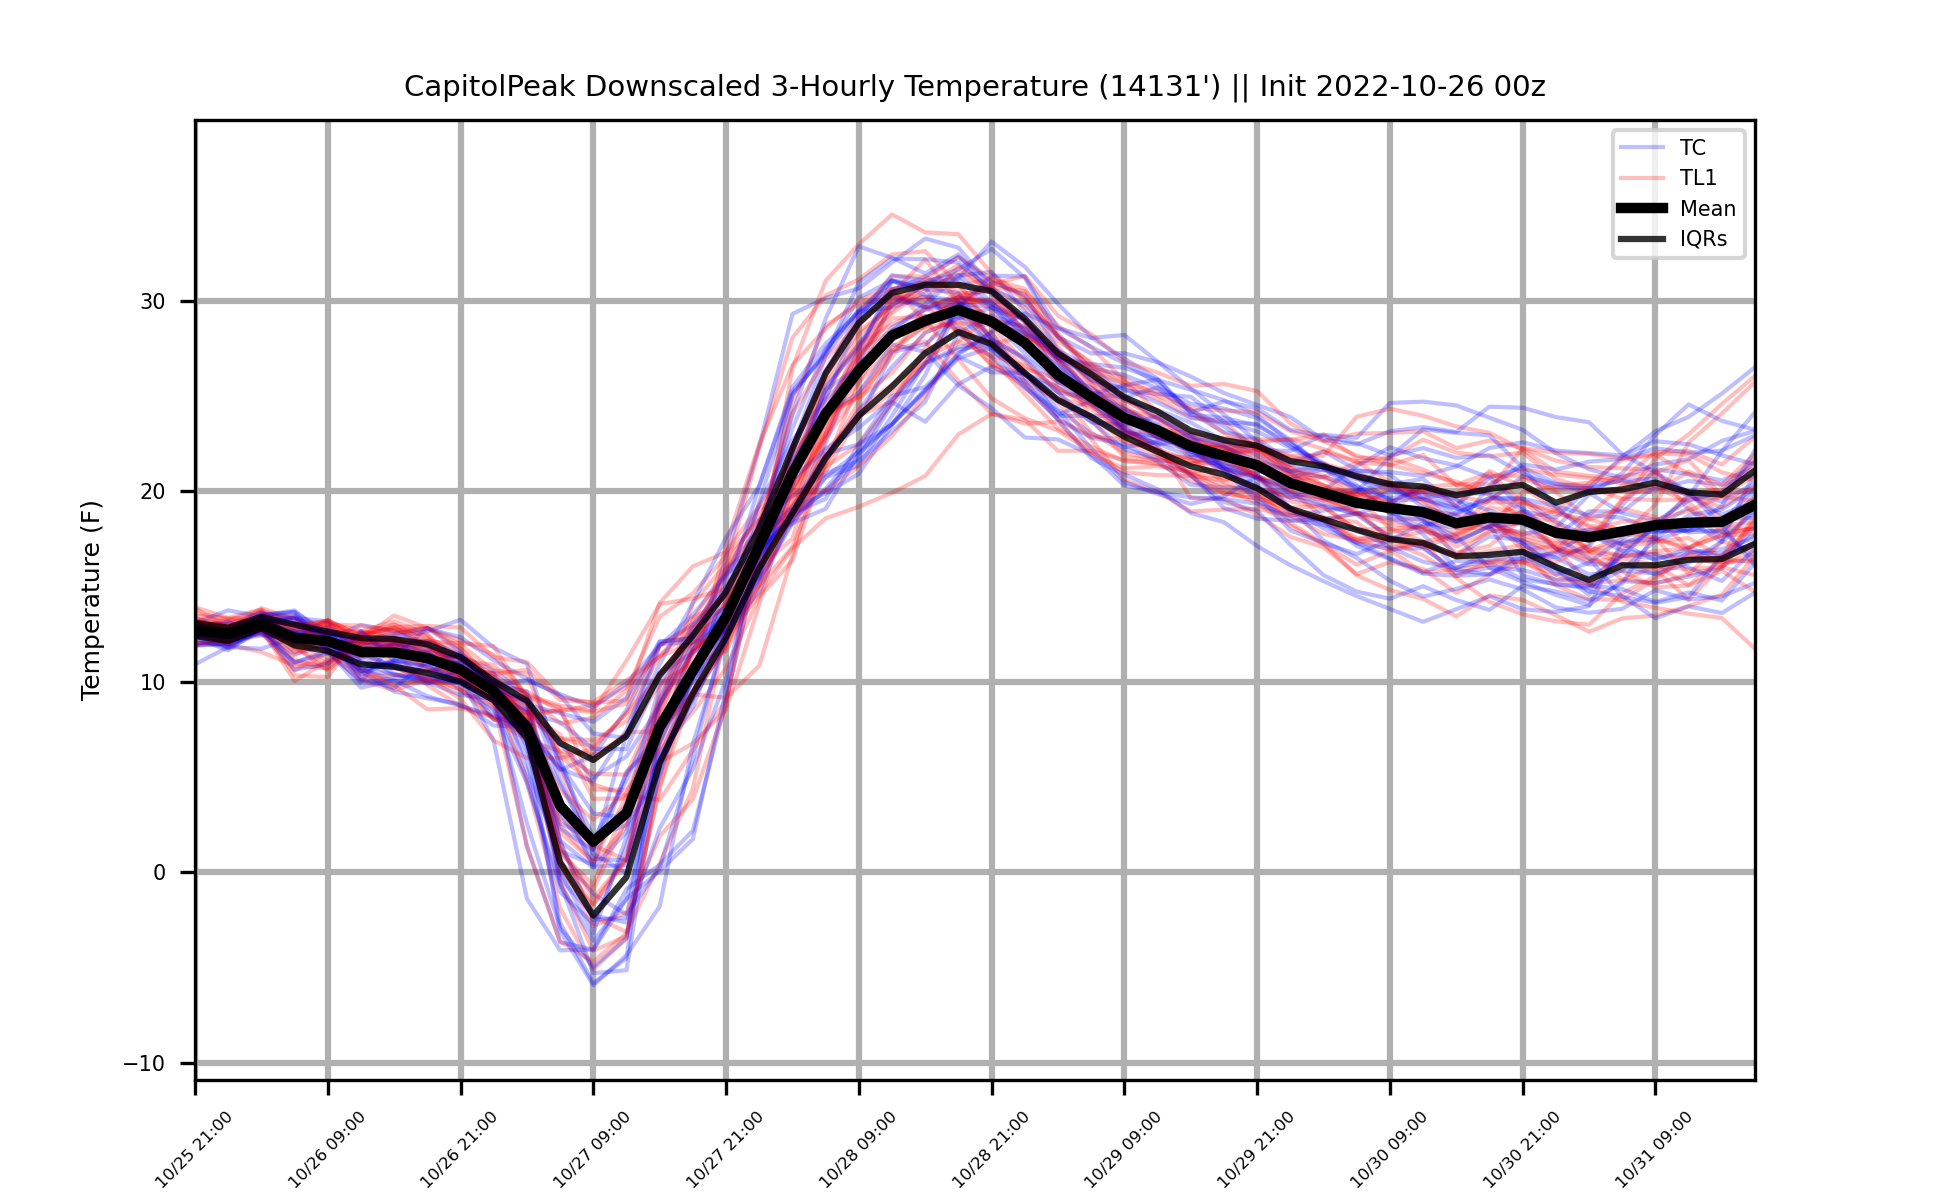 CapitolPeak Downscaled 3-Hourly Temperature (14131') || Init 2022-10-26 00z
TC
TL1
Mean
IQRs
Temperature (F)
30
20
10
0
−10
10/25 21:00
10/26 09:00
10/26 21:00
10/27 09:00
10/27 21:00
10/28 09:00
10/28 21:00
10/29 09:00
10/29 21:00
10/30 09:00
10/30 21:00
10/31 09:00